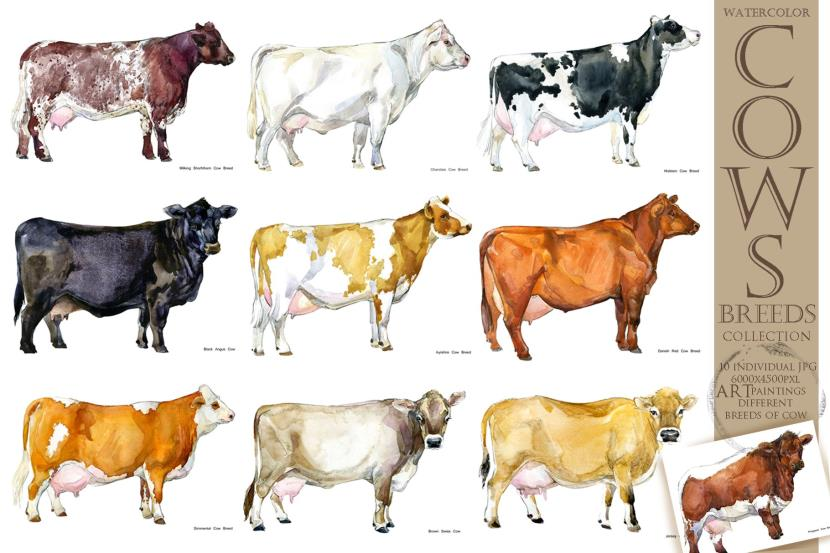 WATERCOLOR
COWS
BREEDS
COLLECTION
10 INDIVIDUAL JPG
6000X4500PXL
ART PAINTINGS
DIFFERENT
BREEDS OF COW
Milking Shorthorn Cow Breed
Charolais Cow Breed
Holstein Cow Breed
Black Angus Cow
Ayrshire Cow Breed
Danish Red Cow Breed
Simmental Cow Breed
Brown Swiss Cow
Jersey